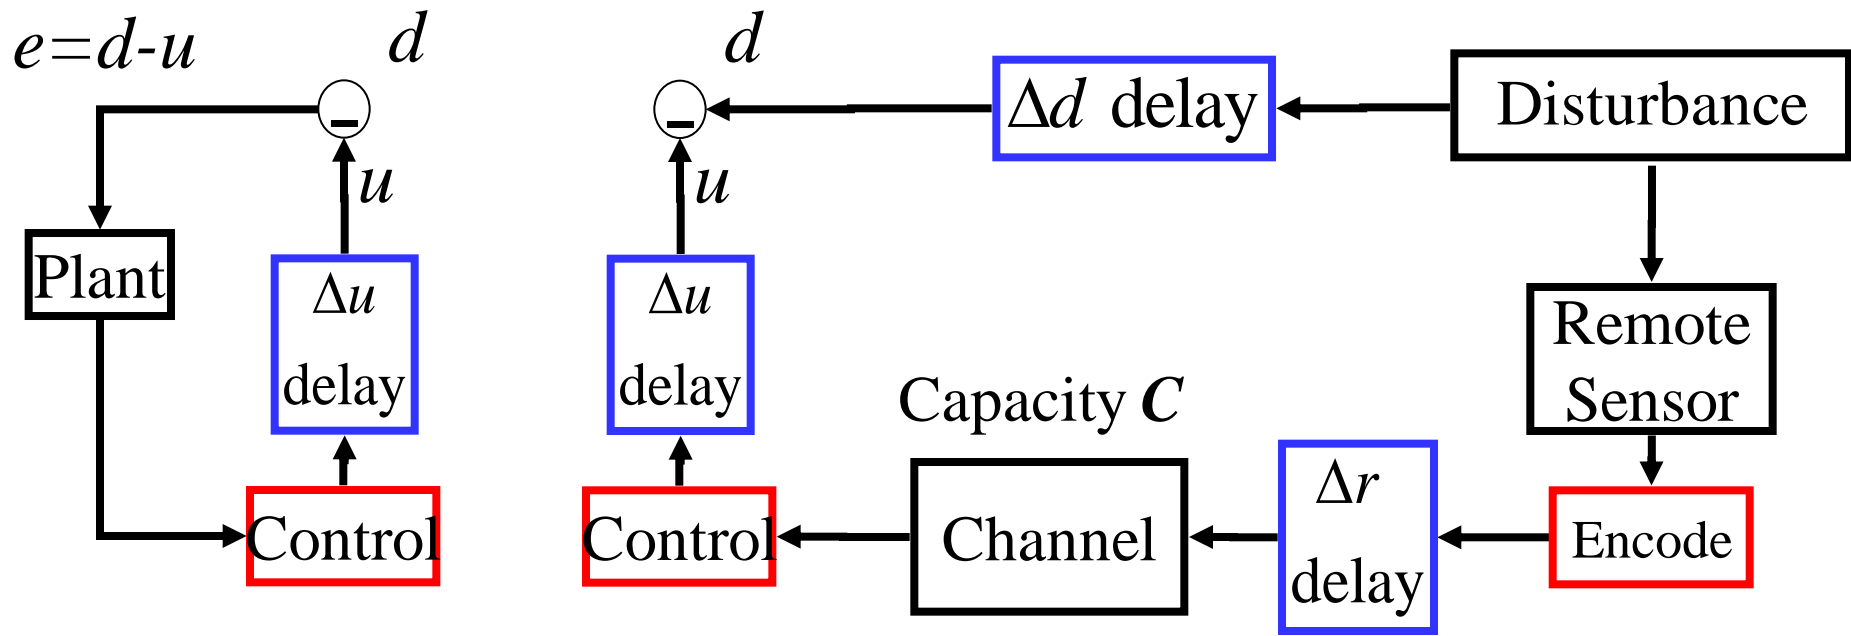 e=d-u
d
-
u
Plant
Δu
delay
Control
d
-
u
Δu
delay
Control
Δd delay
Disturbance
Remote
Sensor
Capacity C
Channel
Δr
delay
Encode